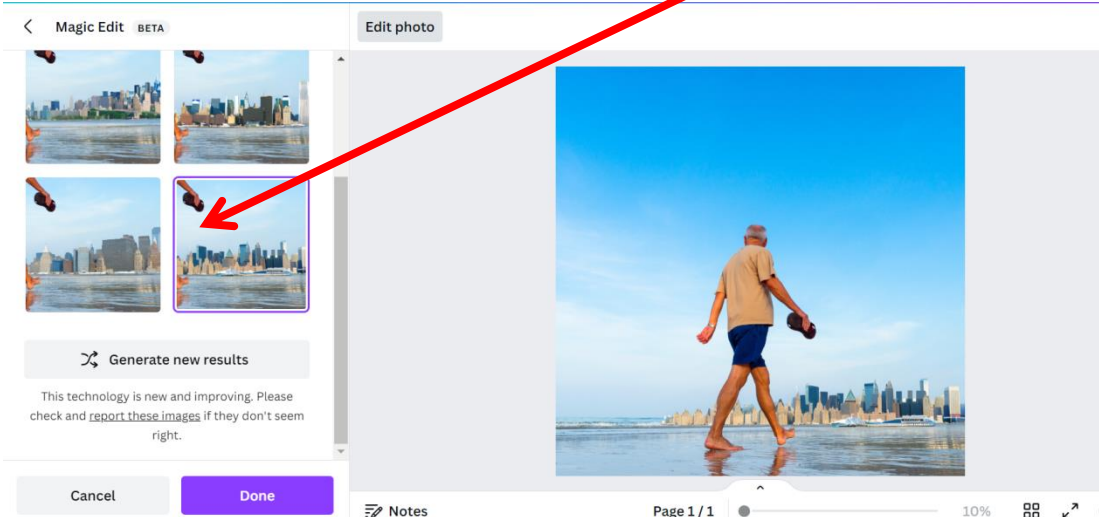 Magic Edit BETA
Edit photo
Generate new results
This technology is new and improving. Please
check and report these images if they don't seem
right.
Cancel
Done
Notes
Page 1 / 1
10%